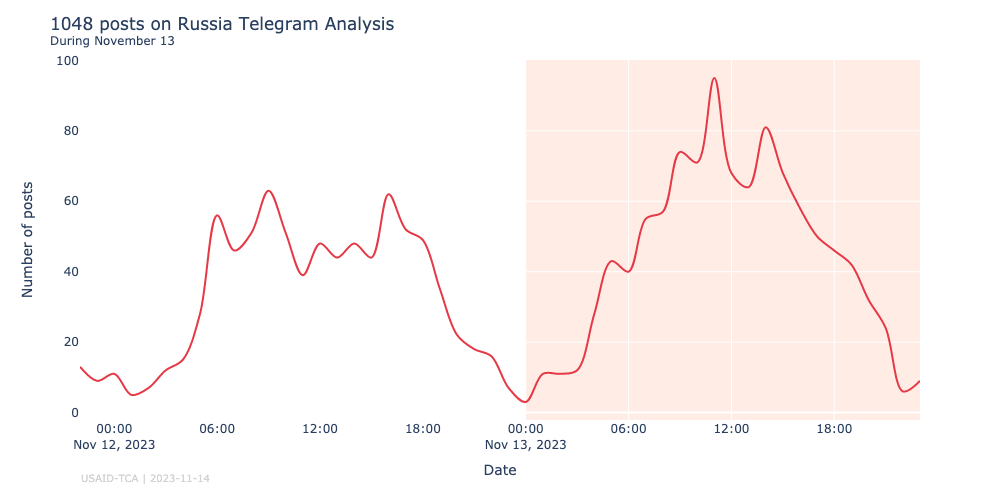 1048 posts on Russia Telegram Analysis
During November 13
100
80
60
40
20
0
Number of posts
00:00 06:00 12:00 18:00 00:00 06:00 12:00 18:00
Nov 12, 2023 Nov 13, 2023
Date
USAID-TCA | 2023-11-14